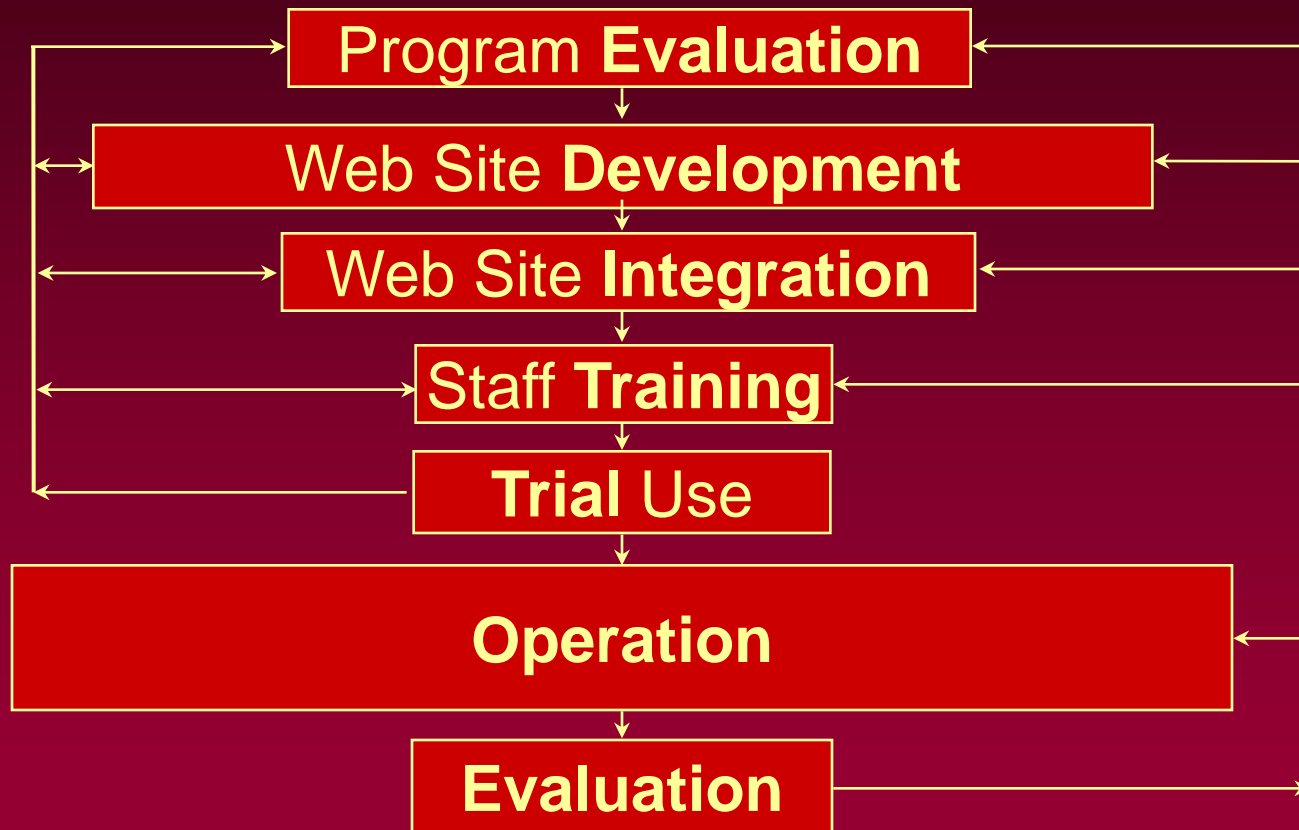 Program Evaluation
Web Site Development
Web Site Integration
Staff Training
Trial Use
Operation
Evaluation